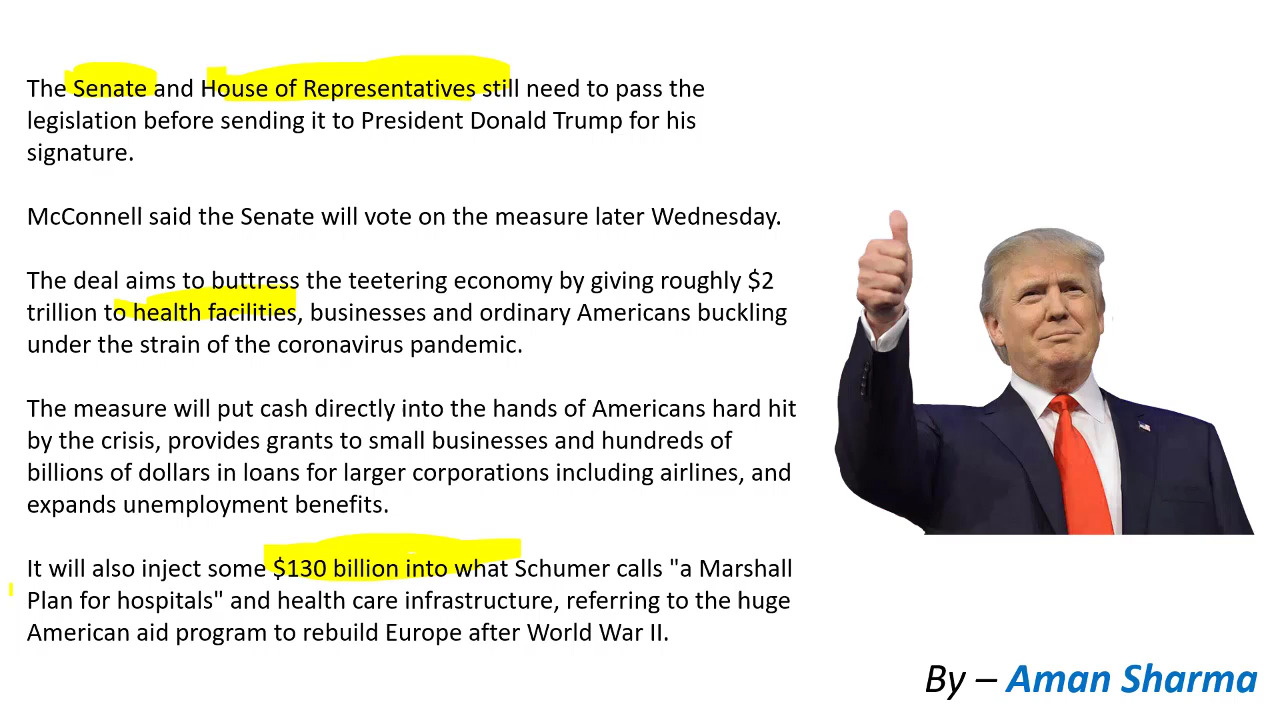 The Senate and House of Representatives still need to pass the
legislation before sending it to President Donald Trump for his
signature.
McConnell said the Senate will vote on the measure later Wednesday.
The deal aims to buttress the teetering economy by giving roughly $2
trillion to health facilities, businesses and ordinary Americans buckling
under the strain of the coronavirus pandemic.
The measure will put cash directly into the hands of Americans hard hit
by the crisis, provides grants to small businesses and hundreds of
billions of dollars in loans for larger corporations including airlines, and
expands unemployment benefits.
It will also inject some $130 billion into what Schumer calls "a Marshall
Plan for hospitals" and health care infrastructure, referring to the huge
American aid program to rebuild Europe after World War II.
By – Aman Sharma